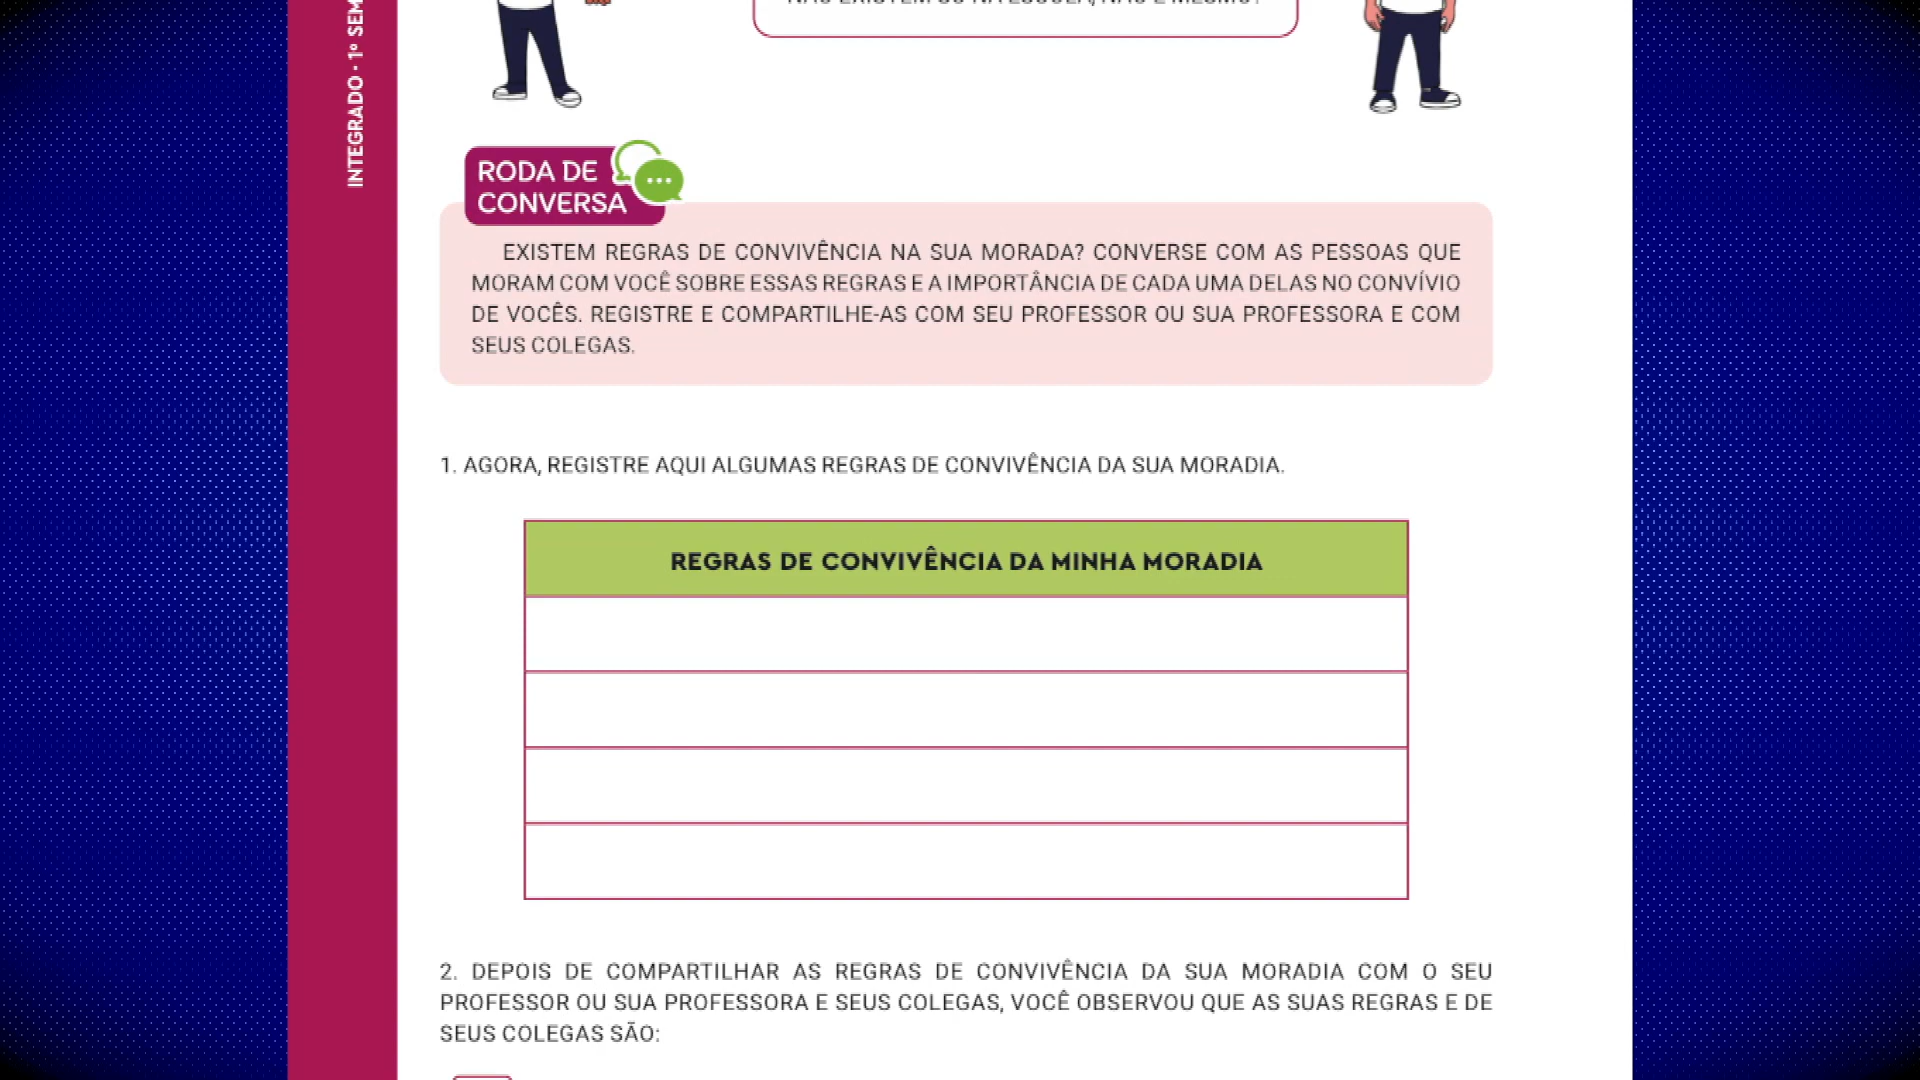 INTEGRADO · 1º SEM
RODA DE
CONVERSA
EXISTEM REGRAS DE CONVIVÊNCIA NA SUA MORADA? CONVERSE COM AS PESSOAS QUE
MORAM COM VOCÊ SOBRE ESSAS REGRAS E A IMPORTÂNCIA DE CADA UMA DELAS NO CONVÍVIO
DE VOCÊS. REGISTRE E COMPARTILHE-AS COM SEU PROFESSOR OU SUA PROFESSORA E COM
SEUS COLEGAS.
1. AGORA, REGISTRE AQUI ALGUMAS REGRAS DE CONVIVÊNCIA DA SUA MORADIA.
REGRAS DE CONVIVÊNCIA DA MINHA MORADIA
2. DEPOIS DE COMPARTILHAR AS REGRAS DE CONVIVÊNCIA DA SUA MORADIA COM O SEU
PROFESSOR OU SUA PROFESSORA E SEUS COLEGAS, VOCÊ OBSERVOU QUE AS SUAS REGRAS E DE
SEUS COLEGAS SÃO: